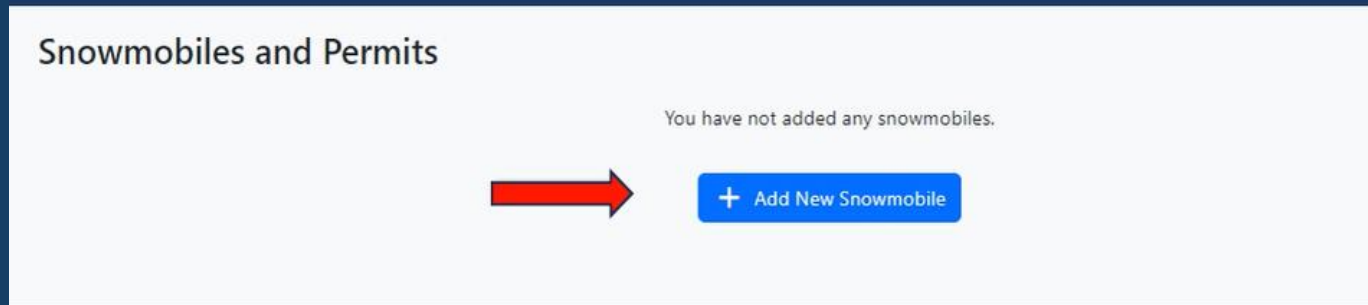 Snowmobiles and Permits
You have not added any snowmobiles.
+ Add New Snowmobile